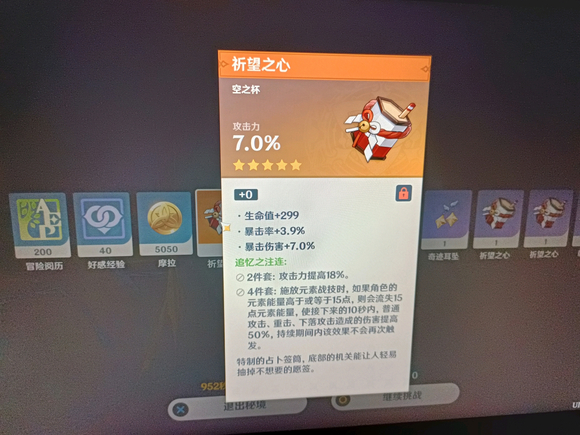 祈望之心
空之杯
攻击力
7.0%
+0
·生命值+299
·暴击率+3.9%
·暴击伤害+7.0%
追忆之注连:
2件套:攻击力提高18%。
4件套:施放元素战技时,如果角色的
元素能量高于或等于15点,则会流失15
点元素能量,使接下来的10秒内,普通
攻击、重击、下落攻击造成的伤害提高
50%,持续期间内该效果不会再次触
发。
特制的占卜签筒,底部的机关能让人轻易
抽掉不想要的愿签。
200
40
5050
1
1
1
冒险阅历
好感经验
摩拉
祈望
奇迹耳坠
祈望之心
祈望之心
952秒
0
退出秘境
继续挑战